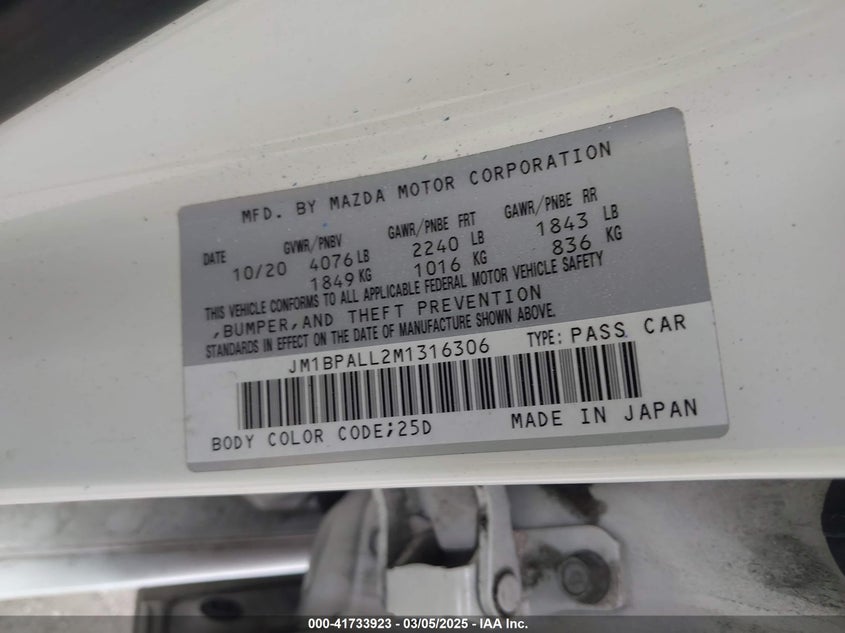 MFD. BY MAZDA MOTOR CORPORATION
DATE GVWR/PNBV GAWR/PNBE FRT GAWR/PNBE RR
10/20 4076 LB 2240 LB 1843 LB
1849 KG 1016 KG 836 KG
THIS VEHICLE CONFORMS TO ALL APPLICABLE FEDERAL MOTOR VEHICLE SAFETY
,BUMPER,AND THEFT PREVENTION
STANDARDS IN EFFECT ON THE DATE OF MANUFACTURE SHOWN ABOVE.
JM1BPALL2M1316306 TYPE: PASS CAR
BODY COLOR CODE;25D MADE IN JAPAN
000-41733923 - 03/05/2025 - IAA Inc.